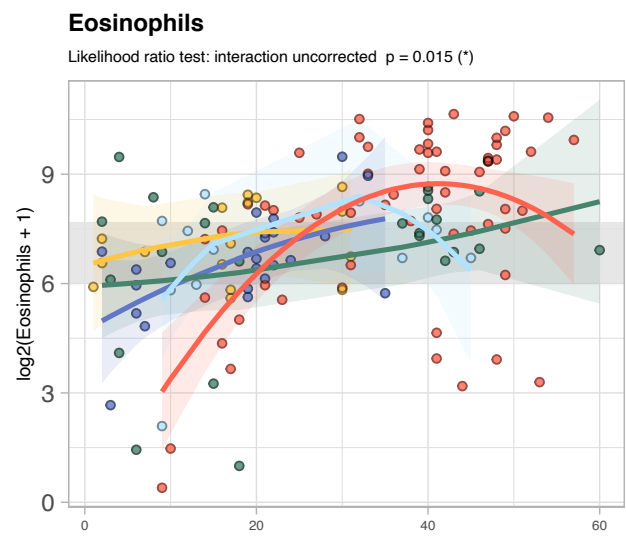 Eosinophils
Likelihood ratio test: interaction uncorrected p = 0.015 (*)
log2(Eosinophils + 1)
9
6
3
0
0 20 40 60